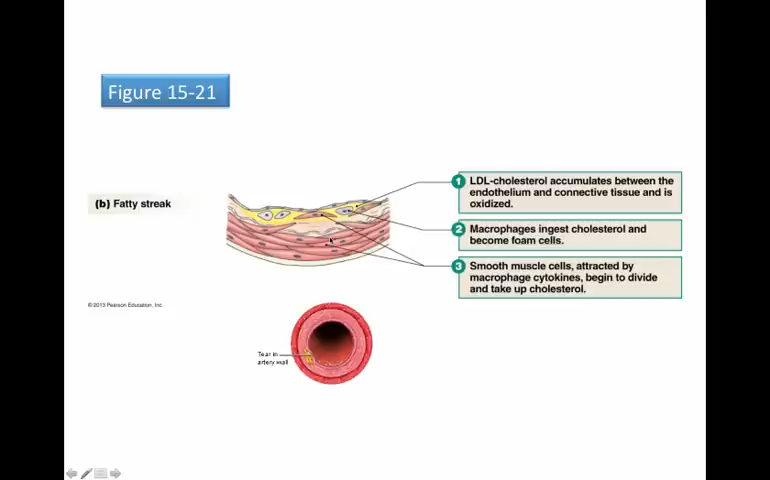 Figure 15-21
(b) Fatty streak
1 LDL-cholesterol accumulates between the
endothelium and connective tissue and is
oxidized.
2 Macrophages ingest cholesterol and
become foam cells.
3 Smooth muscle cells, attracted by
macrophage cytokines, begin to divide
and take up cholesterol.
© 2013 Pearson Education, Inc.
Tear in
artery wall